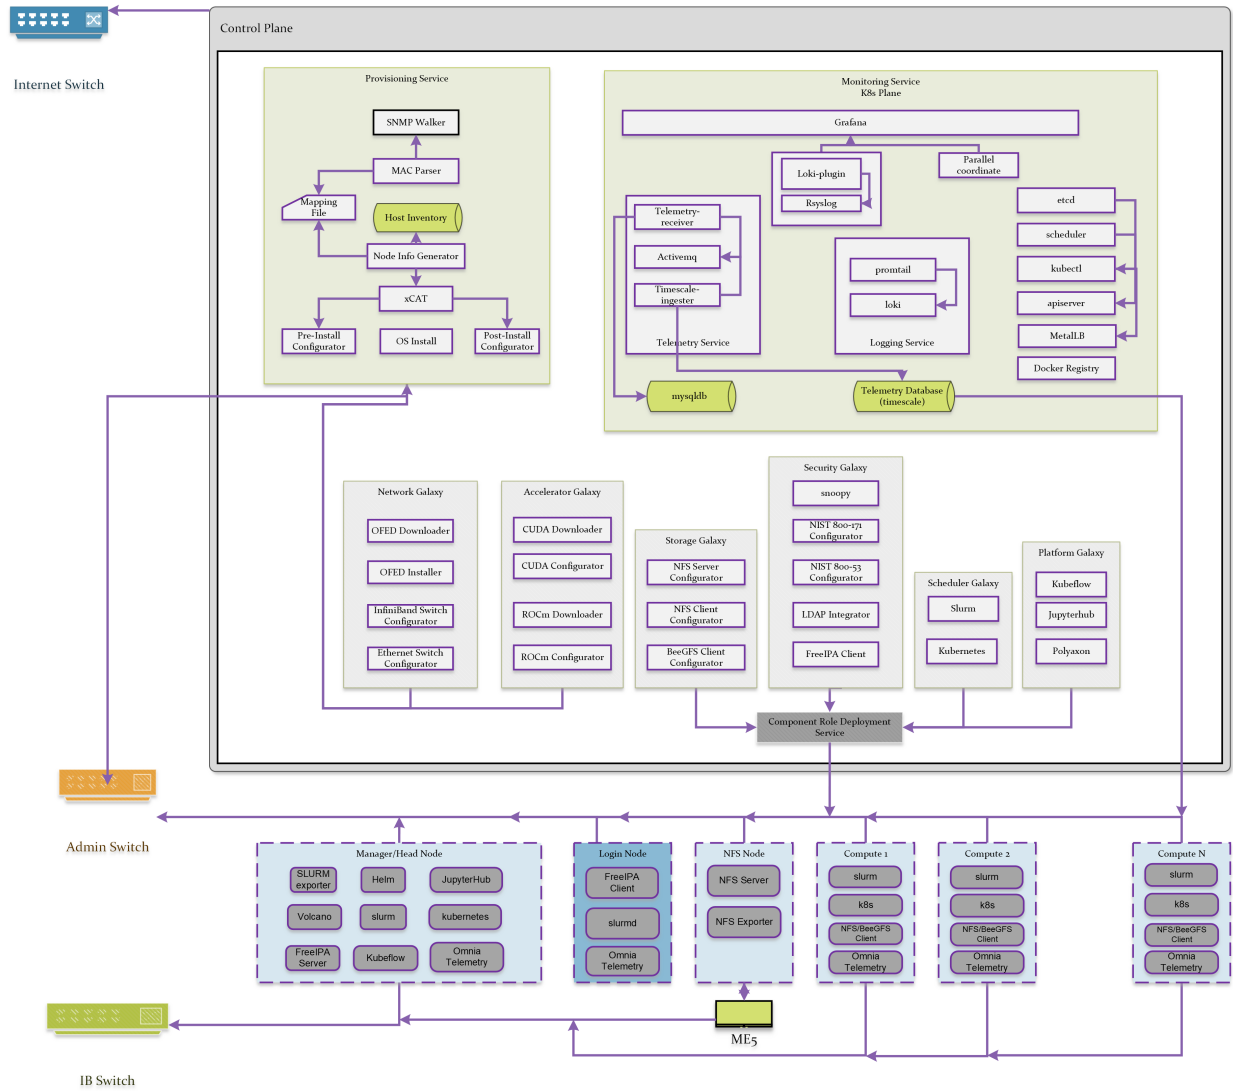 Internet Switch
Control Plane
Provisioning Service
SNMP Walker
MAC Parser
Mapping
File
Host Inventory
Node Info Generator
xCAT
Pre-Install
Configurator
OS Install
Post-Install
Configurator
Monitoring Service
K8s Plane
Grafana
Loki-plugin
Rsyslog
Parallel
coordinate
Telemetry-
receiver
Activemq
Timescale-
ingester
Telemetry Service
promtail
loki
Logging Service
etcd
scheduler
kubectl
apiserver
MetalLB
Docker Registry
mysqldb
Telemetry Database
(timescale)
Network Galaxy
OFED Downloader
OFED Installer
InfiniBand Switch
Configurator
Ethernet Switch
Configurator
Accelerator Galaxy
CUDA Downloader
CUDA Configurator
ROCm Downloader
ROCm Configurator
Storage Galaxy
NFS Server
Configurator
NFS Client
Configurator
BeeGFS Client
Configurator
Security Galaxy
snoopy
NIST 800-171
Configurator
NIST 800-53
Configurator
LDAP Integrator
FreeIPA Client
Scheduler Galaxy
Slurm
Kubernetes
Platform Galaxy
Kubeflow
Jupyterhub
Polyaxon
Component Role Deployment
Service
Admin Switch
Manager/Head Node
SLURM
exporter
Helm
JupyterHub
Volcano
slurm
kubernetes
FreeIPA
Server
Kubeflow
Omnia
Telemetry
Login Node
FreeIPA
Client
slurmd
Omnia
Telemetry
NFS Node
NFS Server
NFS Exporter
Compute 1
slurm
k8s
NFS/BeeGFS
Client
Omnia
Telemetry
Compute 2
slurm
k8s
NFS/BeeGFS
Client
Omnia
Telemetry
Compute N
slurm
k8s
NFS/BeeGFS
Client
Omnia
Telemetry
ME5
IB Switch